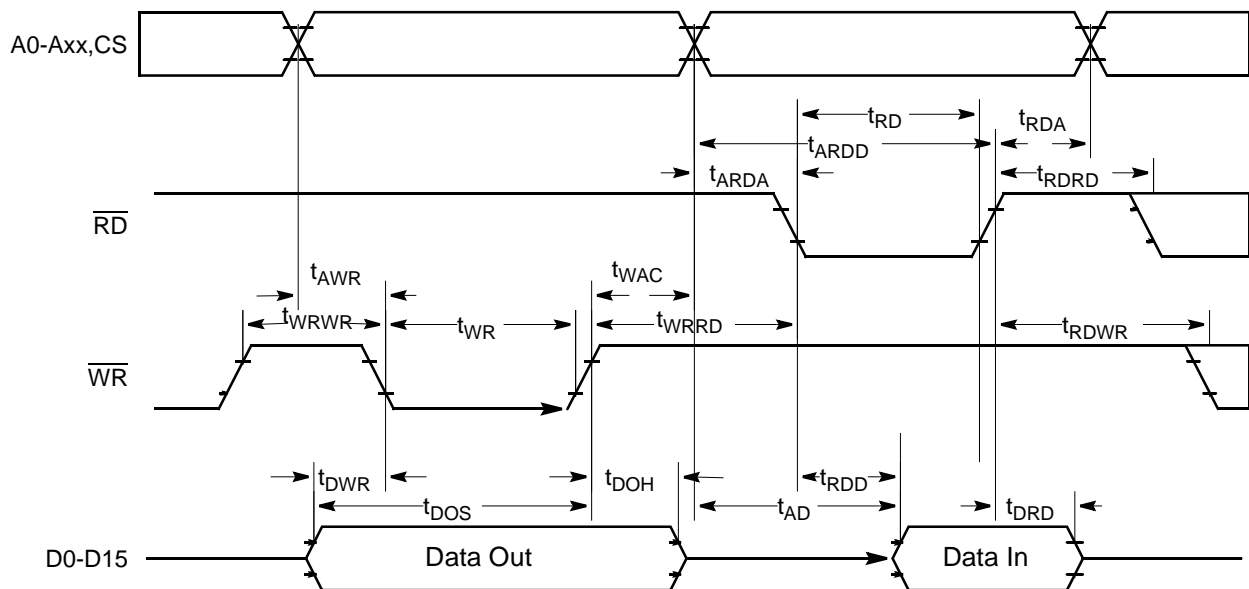 A0-Axx,CS
tRD
tRDA
tARDD
tARDA
tRDRD
RD
tAWR
tWAC
tWRWR
tWR
tWRRD
tRDWR
WR
tDWR
tDOH
tRDD
tDOS
tAD
tDRD
D0-D15
Data Out
Data In